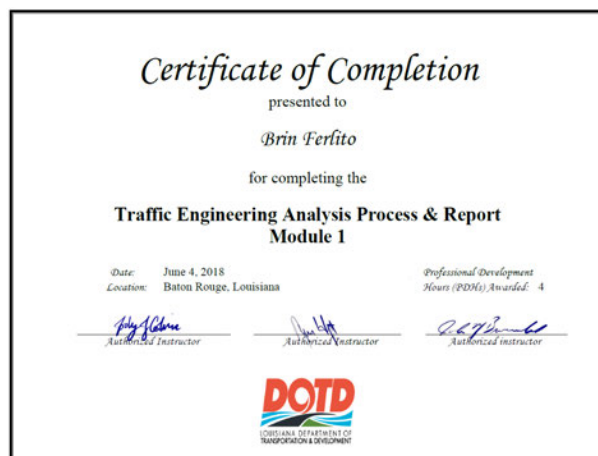 Certificate of Completion
presented to
Brin Ferlito
for completing the
Traffic Engineering Analysis Process & Report
Module 1
Date: June 4, 2018
Location: Baton Rouge, Louisiana
Professional Development
Hours (PDHs) Awarded: 4
Authorized Instructor
Authorized Instructor
Authorized instructor
DOTD
LOUISIANA DEPARTMENT OF
TRANSPORTATION & DEVELOPMENT